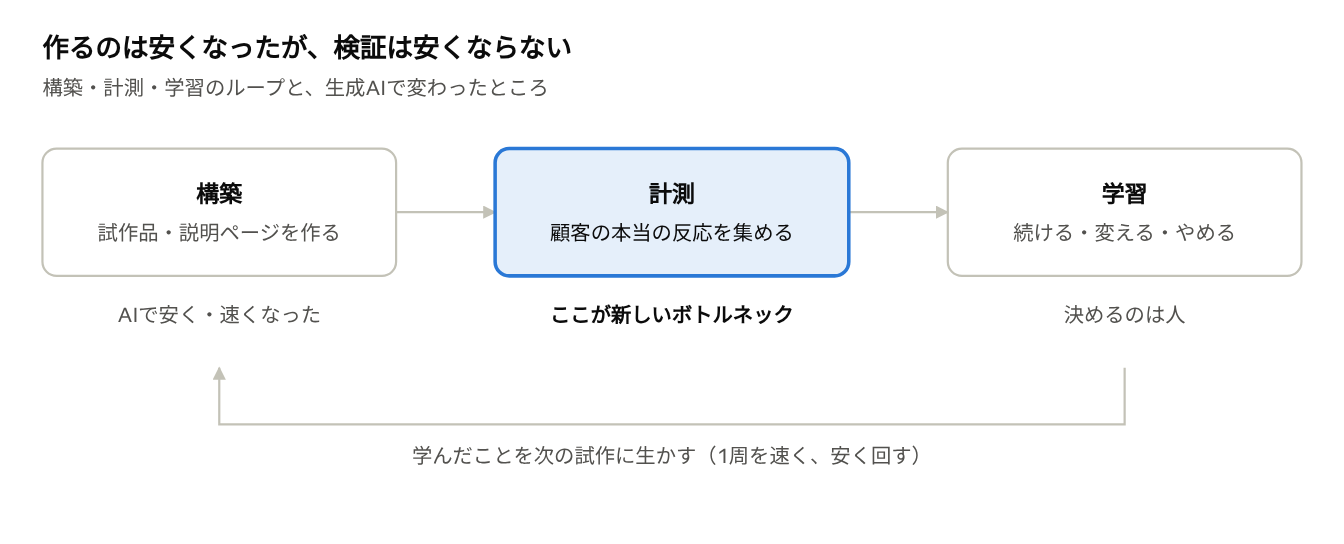 作るのは安くなったが、検証は安くならない
構築・計測・学習のループと、生成AIで変わったところ
構築
試作品・説明ページを作る
計測
顧客の本当の反応を集める
学習
続ける・変える・やめる
AIで安く・速くなった
ここが新しいボトルネック
決めるのは人
学んだことを次の試作に生かす（1周を速く、安く回す）